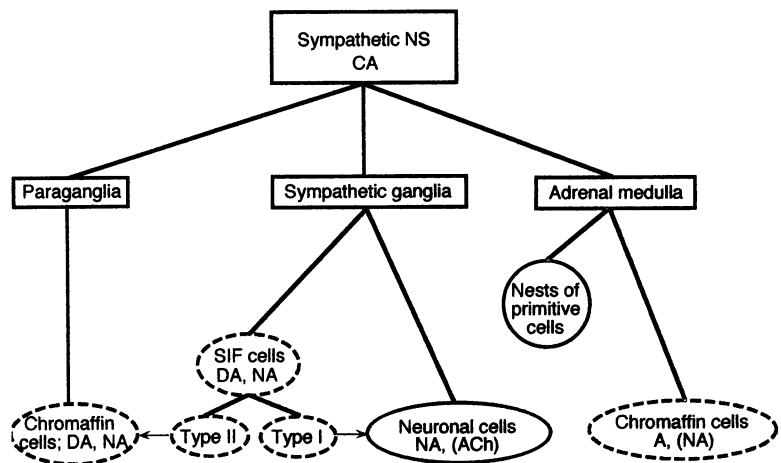 Sympathetic NS
CA
Paraganglia
Sympathetic ganglia
Adrenal medulla
Nests of
primitive
cells
SIF cells
DA, NA
Chromaffin
cells; DA, NA
Type II
Type I
Neuronal cells
NA, (ACh)
Chromaffin cells
A, (NA)